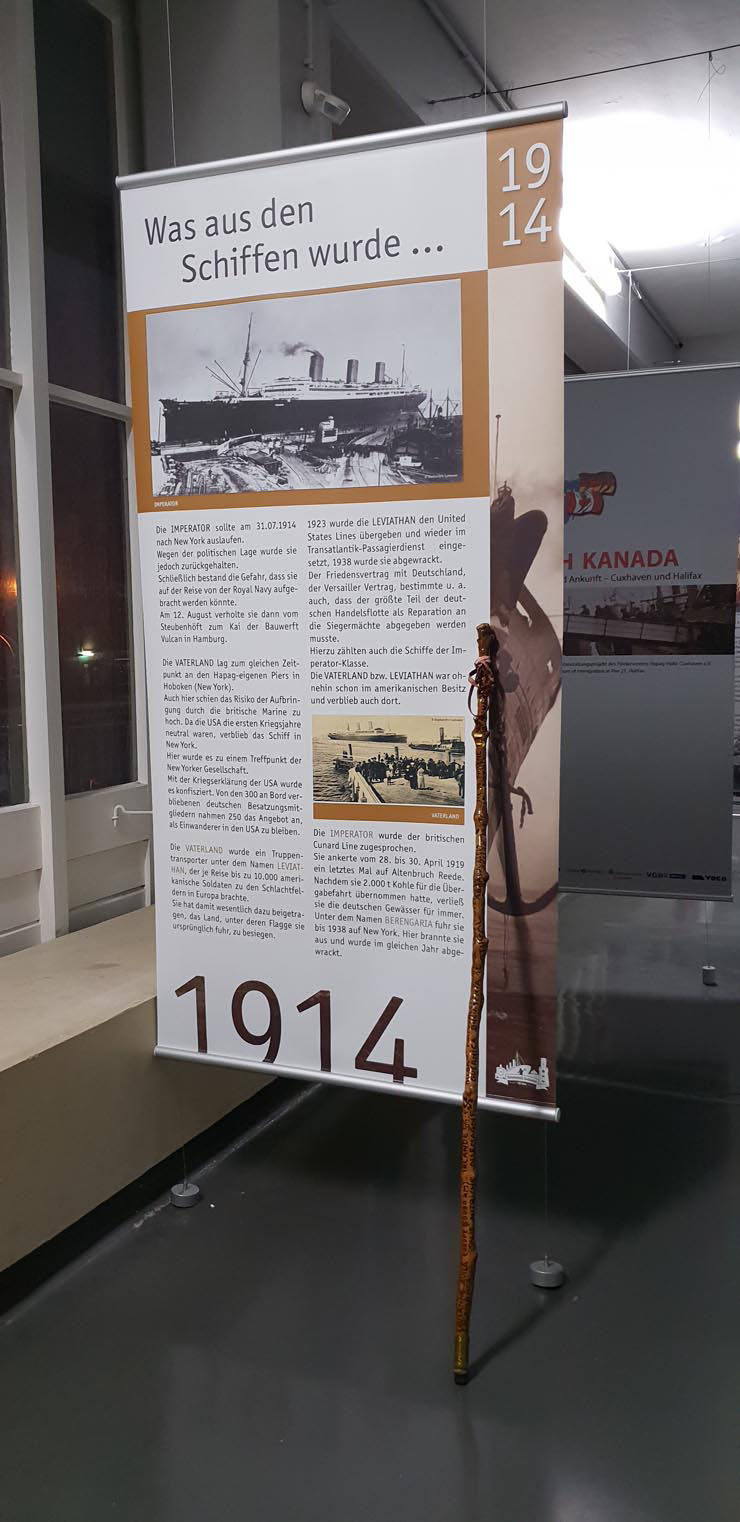 Was aus den
Schiffen wurde ...
19
14
IMPERATOR
Die IMPERATOR sollte am 31.07.1914
nach New York auslaufen.
Wegen der politischen Lage wurde sie
jedoch zurückgehalten.
Schließlich bestand die Gefahr, dass sie
auf der Reise von der Royal Navy aufge-
bracht werden könnte.
Am 12. August verholte sie dann vom
Steubenhöft zum Kai der Bauwerft
Vulcan in Hamburg.
Die VATERLAND lag zum gleichen Zeit-
punkt an den Hapag-eigenen Piers in
Hoboken (New York).
Auch hier schien das Risiko der Aufbrin-
gung durch die britische Marine zu
hoch. Da die USA die ersten Kriegsjahre
neutral waren, verblieb das Schiff in
New York.
Hier wurde es zu einem Treffpunkt der
New Yorker Gesellschaft.
Mit der Kriegserklärung der USA wurde
es konfisziert. Von den 300 an Bord ver-
bliebenen deutschen Besatzungsmit-
gliedern nahmen 250 das Angebot an,
als Einwanderer in den USA zu bleiben.
Die VATERLAND wurde ein Truppen-
transporter unter dem Namen LEVIAT-
HAN, der je Reise bis zu 10.000 ameri-
kanische Soldaten zu den Schlachtfel-
dern in Europa brachte.
Sie hat damit wesentlich dazu beigetra-
gen, das Land, unter deren Flagge sie
ursprünglich fuhr, zu besiegen.
1923 wurde die LEVIATHAN den United
States Lines übergeben und wieder im
Transatlantik-Passagierdienst einge-
setzt, 1938 wurde sie abgewrackt.
Der Friedensvertrag mit Deutschland,
der Versailler Vertrag, bestimmte u. a.
auch, dass der größte Teil der deut-
schen Handelsflotte als Reparation an
die Siegermächte abgegeben werden
musste.
Hierzu zählten auch die Schiffe der Im-
perator-Klasse.
Die VATERLAND bzw. LEVIATHAN war oh-
nehin schon im amerikanischen Besitz
und verblieb auch dort.
VATERLAND
Die IMPERATOR wurde der britischen
Cunard Line zugesprochen.
Sie ankerte vom 28. bis 30. April 1919
ein letztes Mal auf Altenbruch Reede.
Nachdem sie 2.000 t Kohle für die Über-
gabefahrt übernommen hatte, verließ
sie die deutschen Gewässer für immer.
Unter dem Namen BERENGARIA fuhr sie
bis 1938 auf New York. Hier brannte sie
aus und wurde im gleichen Jahr abge-
wrackt.
1914
H KANADA
d Ankunft – Cuxhaven und Halifax